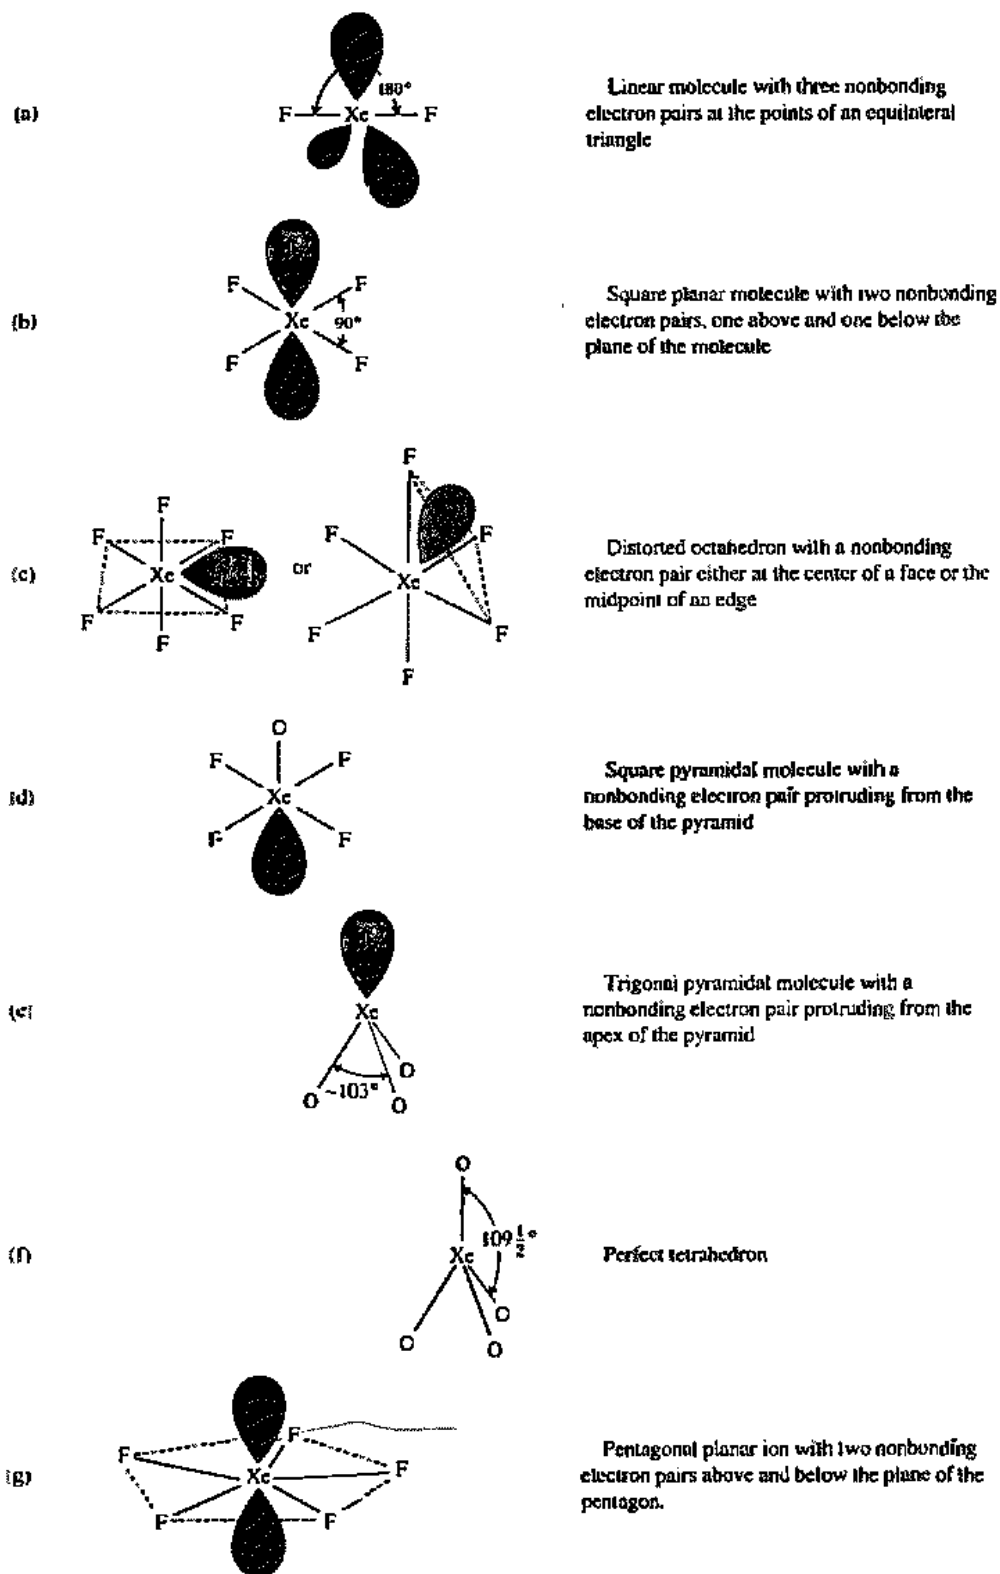 (a)
180°
F Xe F
Linear molecule with three nonbonding
electron pairs at the points of an equilateral
triangle
(b)
F F
Xe 90°
F F
Square planar molecule with two nonbonding
electron pairs, one above and one below the
plane of the molecule
(c)
F
F F
Xe
F F
F
or
F
F F
Xe
F F
F
Distorted octahedron with a nonbonding
electron pair either at the center of a face or the
midpoint of an edge
(d)
O
F F
Xe
F F
Square pyramidal molecule with a
nonbonding electron pair protruding from the
base of the pyramid
(e)
Xe
O
O ~103° O
Trigonal pyramidal molecule with a
nonbonding electron pair protruding from the
apex of the pyramid
(f)
O
Xe 109½°
O
O O
Perfect tetrahedron
(g)
F
F F
Xe
F F
Pentagonal planar ion with two nonbonding
electron pairs above and below the plane of the
pentagon.